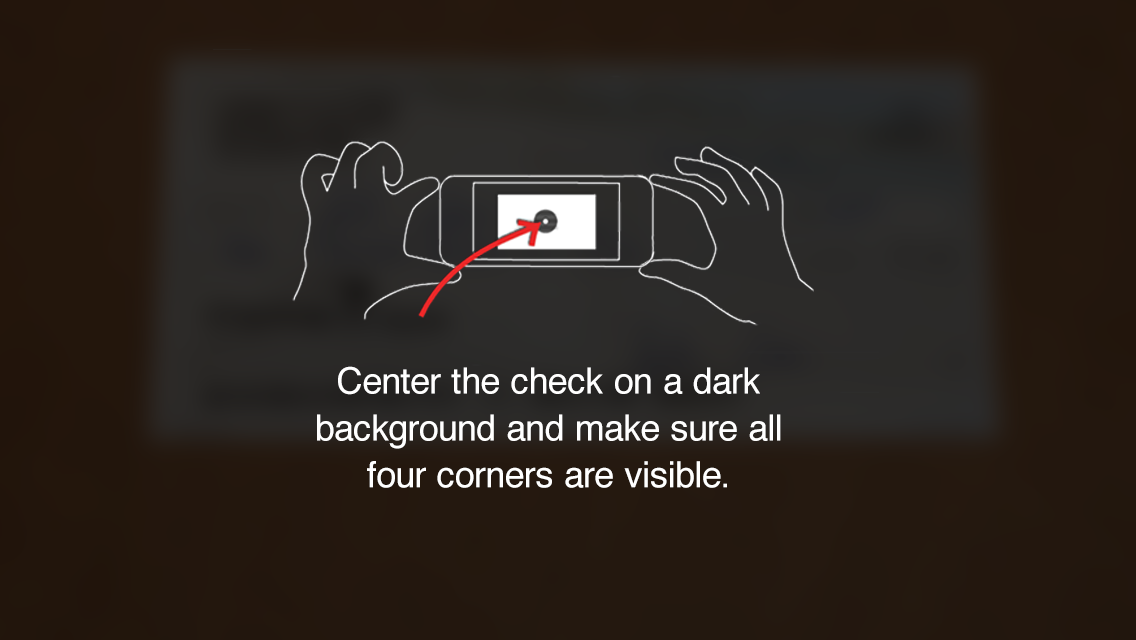 Center the check on a dark
background and make sure all
four corners are visible.